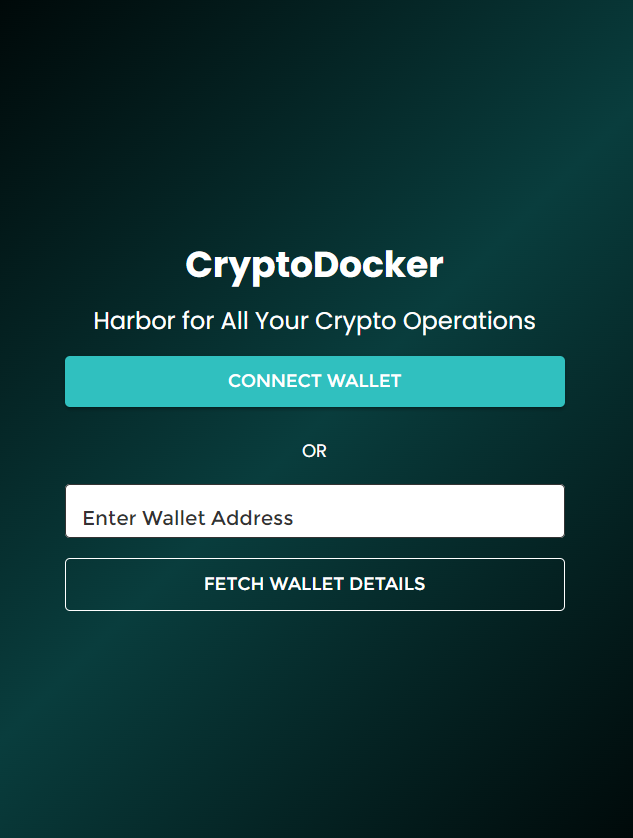 CryptoDocker
Harbor for All Your Crypto Operations
CONNECT WALLET
OR
Enter Wallet Address
FETCH WALLET DETAILS